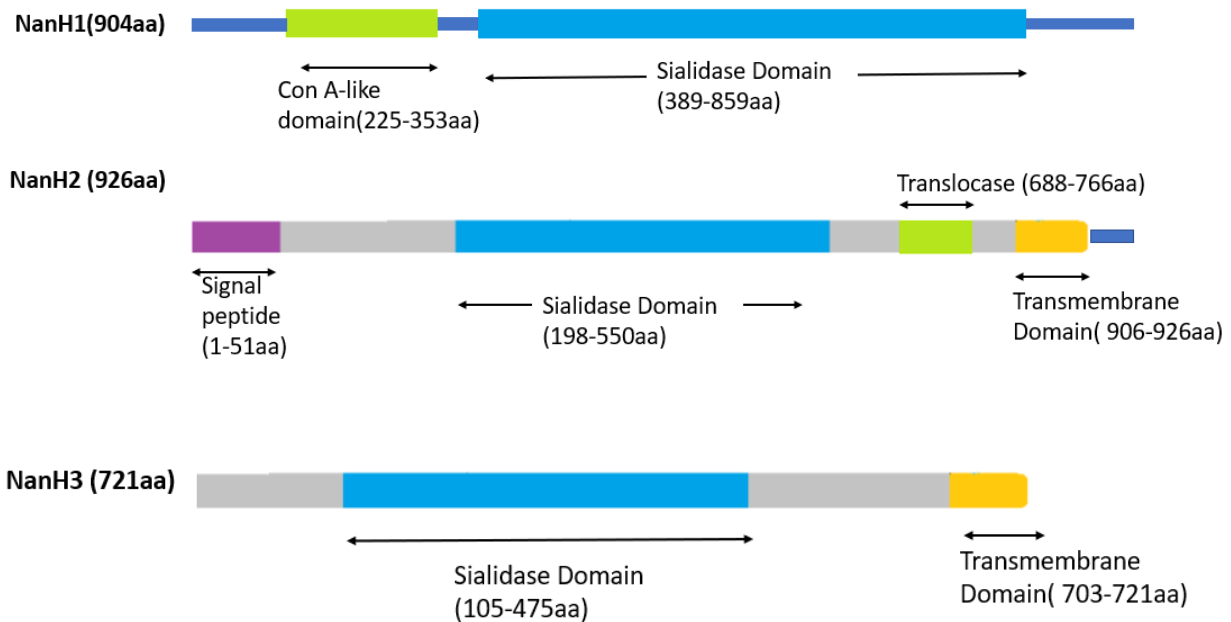 NanH1(904aa)
Con A-like
domain(225-353aa)
Sialidase Domain
(389-859aa)
NanH2 (926aa)
Translocase (688-766aa)
Signal
peptide
(1-51aa)
Sialidase Domain
(198-550aa)
Transmembrane
Domain( 906-926aa)
NanH3 (721aa)
Sialidase Domain
(105-475aa)
Transmembrane
Domain( 703-721aa)